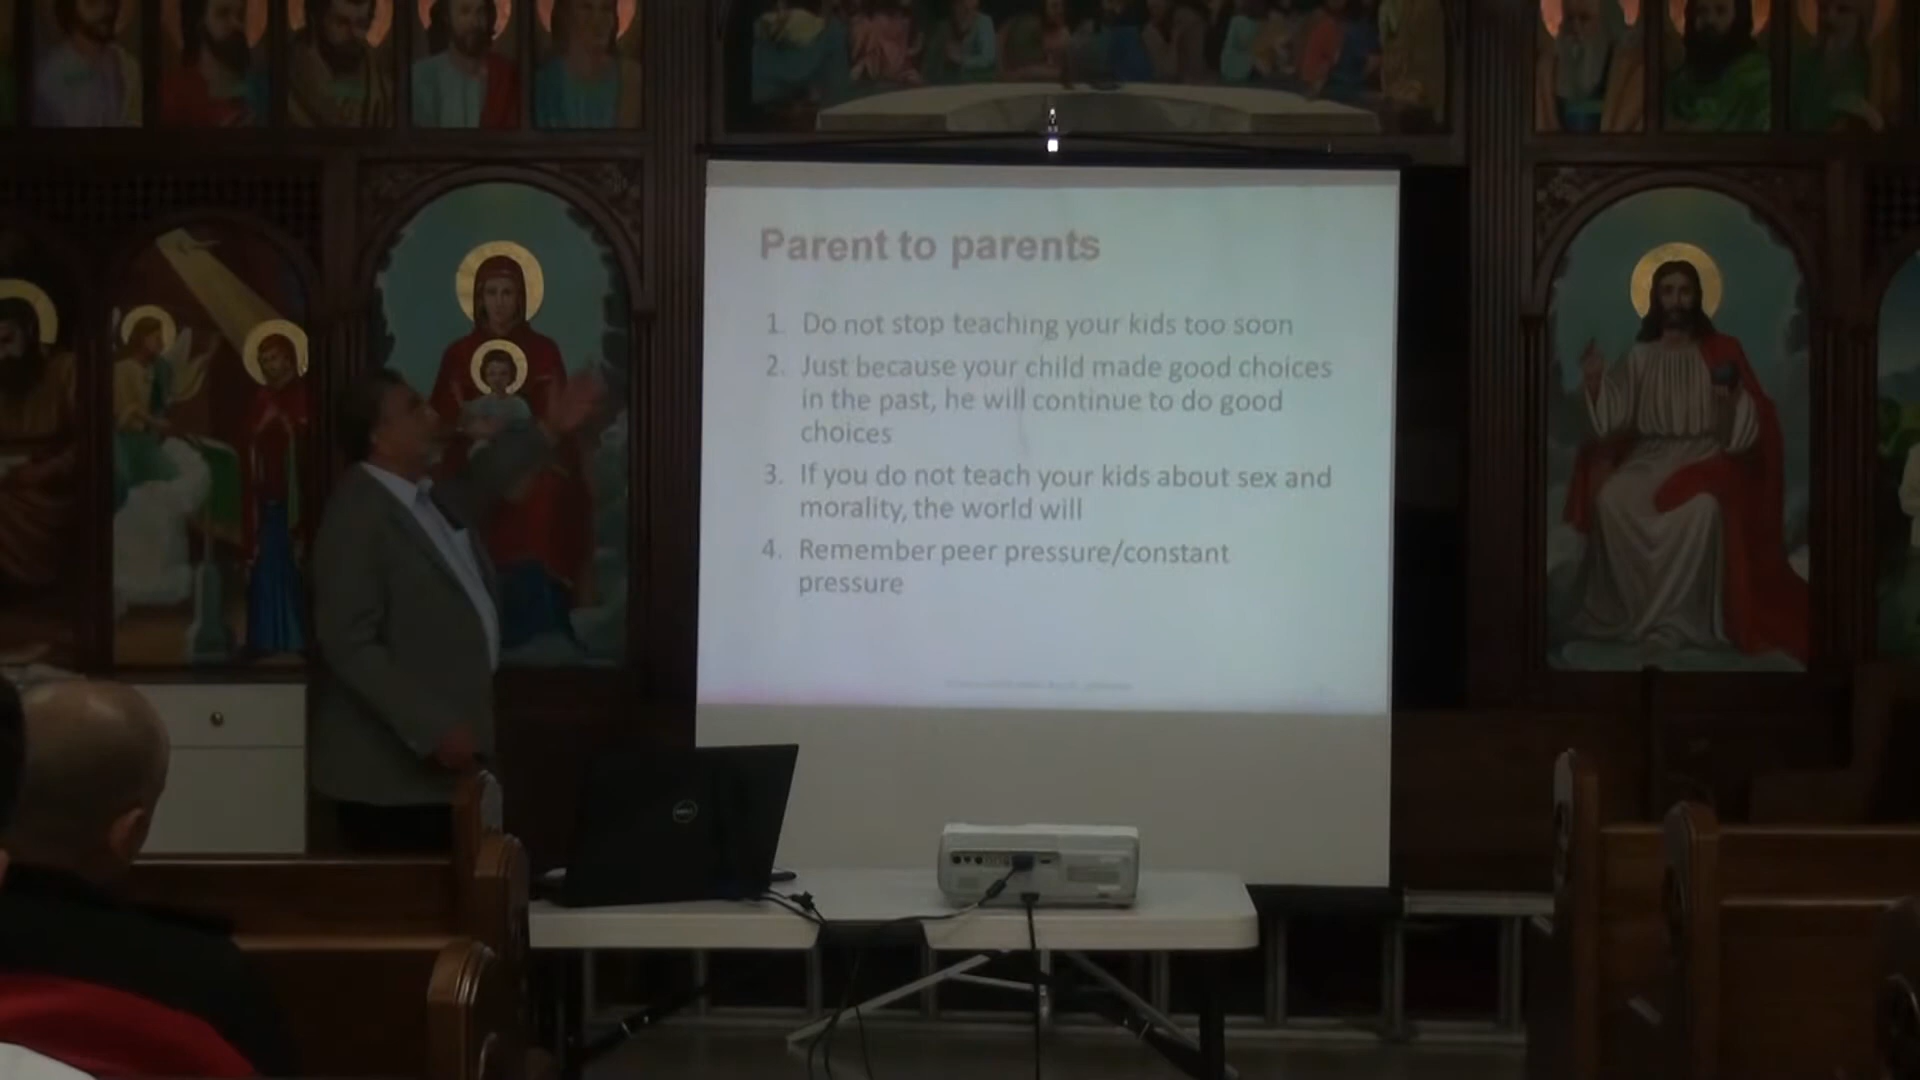 Parent to parents
1. Do not stop teaching your kids too soon
2. Just because your child made good choices
in the past, he will continue to do good
choices
3. If you do not teach your kids about sex and
morality, the world will
4. Remember peer pressure/constant
pressure
DELL